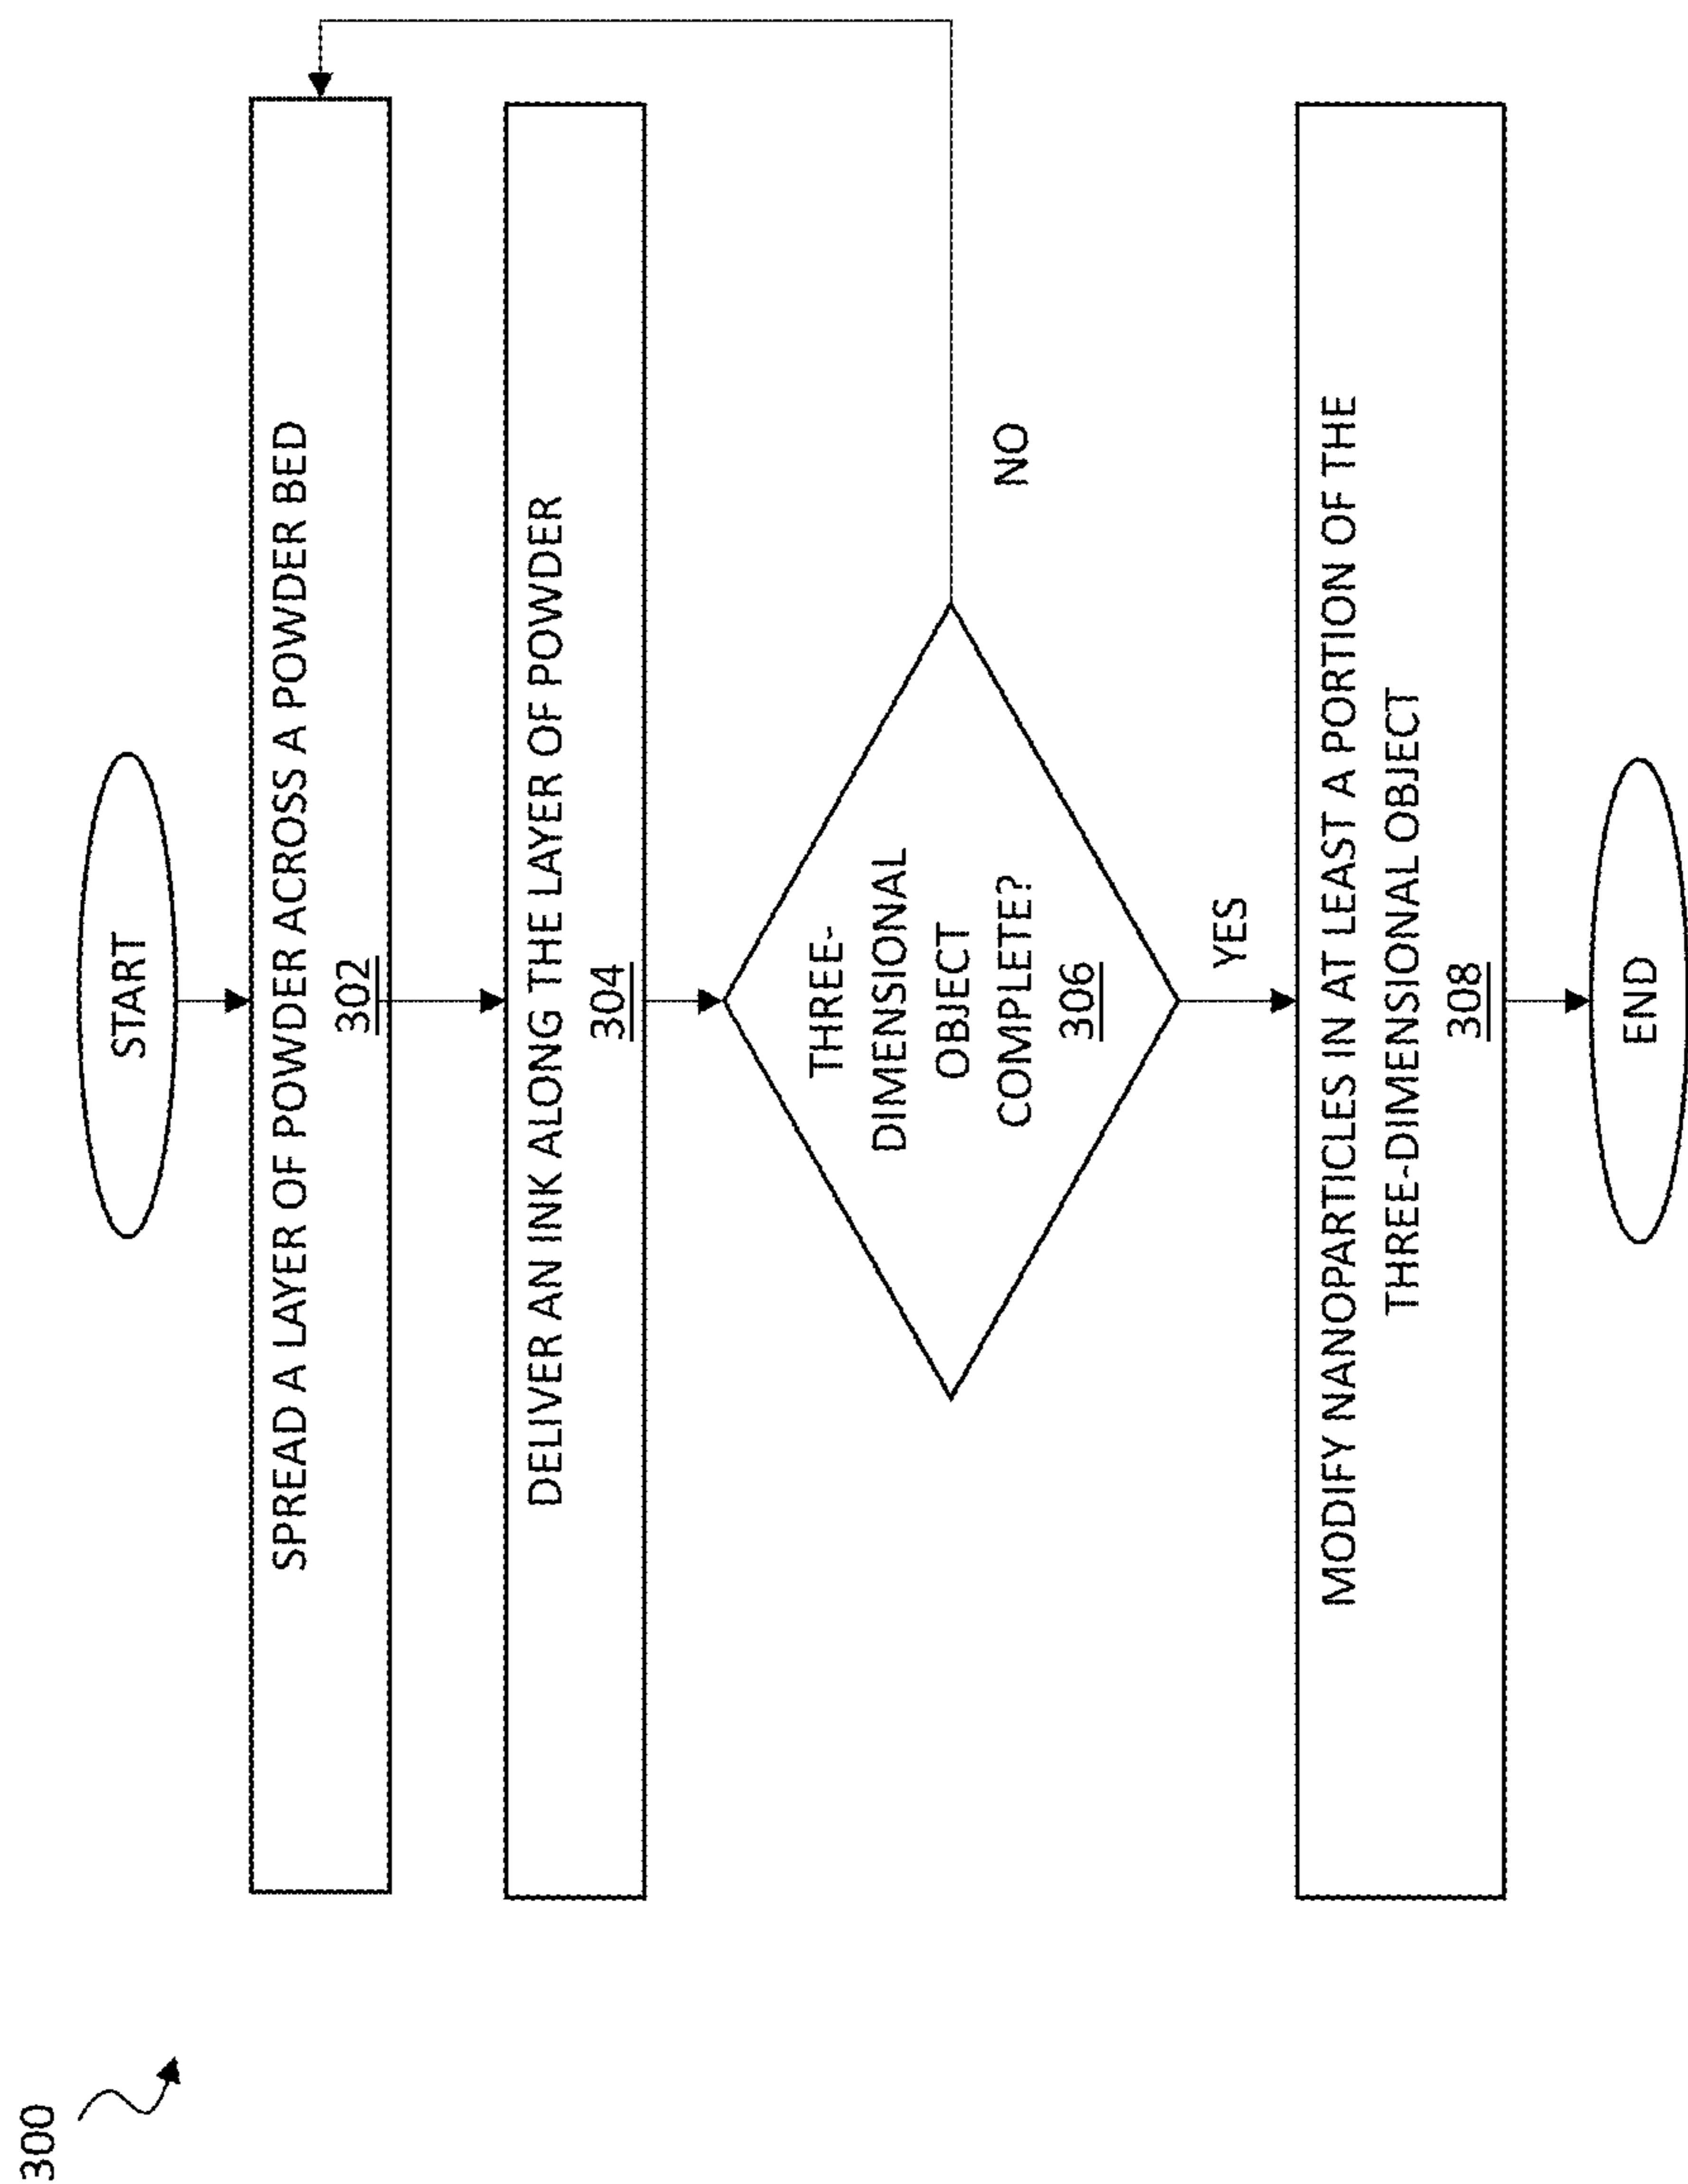 300
START
SPREAD A LAYER OF POWDER ACROSS A POWDER BED
302
DELIVER AN INK ALONG THE LAYER OF POWDER
304
THREE-
DIMENSIONAL
OBJECT
COMPLETE?
306
NO
YES
MODIFY NANOPARTICLES IN AT LEAST A PORTION OF THE
THREE-DIMENSIONAL OBJECT
308
END